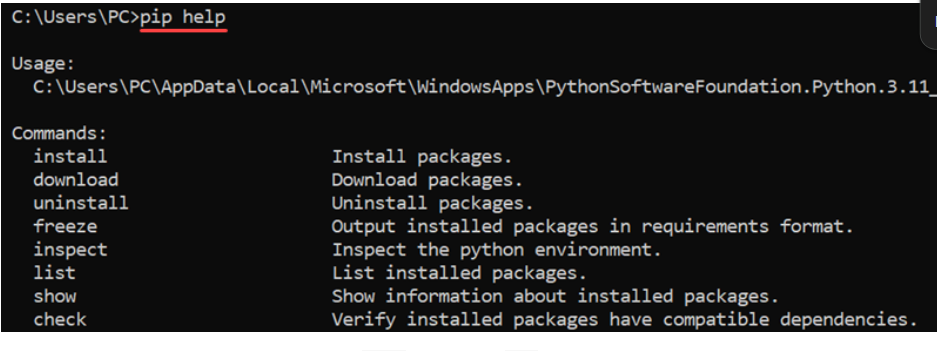 C:\Users\PC>pip help
Usage:
C:\Users\PC\AppData\Local\Microsoft\WindowsApps\PythonSoftwareFoundation.Python.3.11_
Commands:
install Install packages.
download Download packages.
uninstall Uninstall packages.
freeze Output installed packages in requirements format.
inspect Inspect the python environment.
list List installed packages.
show Show information about installed packages.
check Verify installed packages have compatible dependencies.